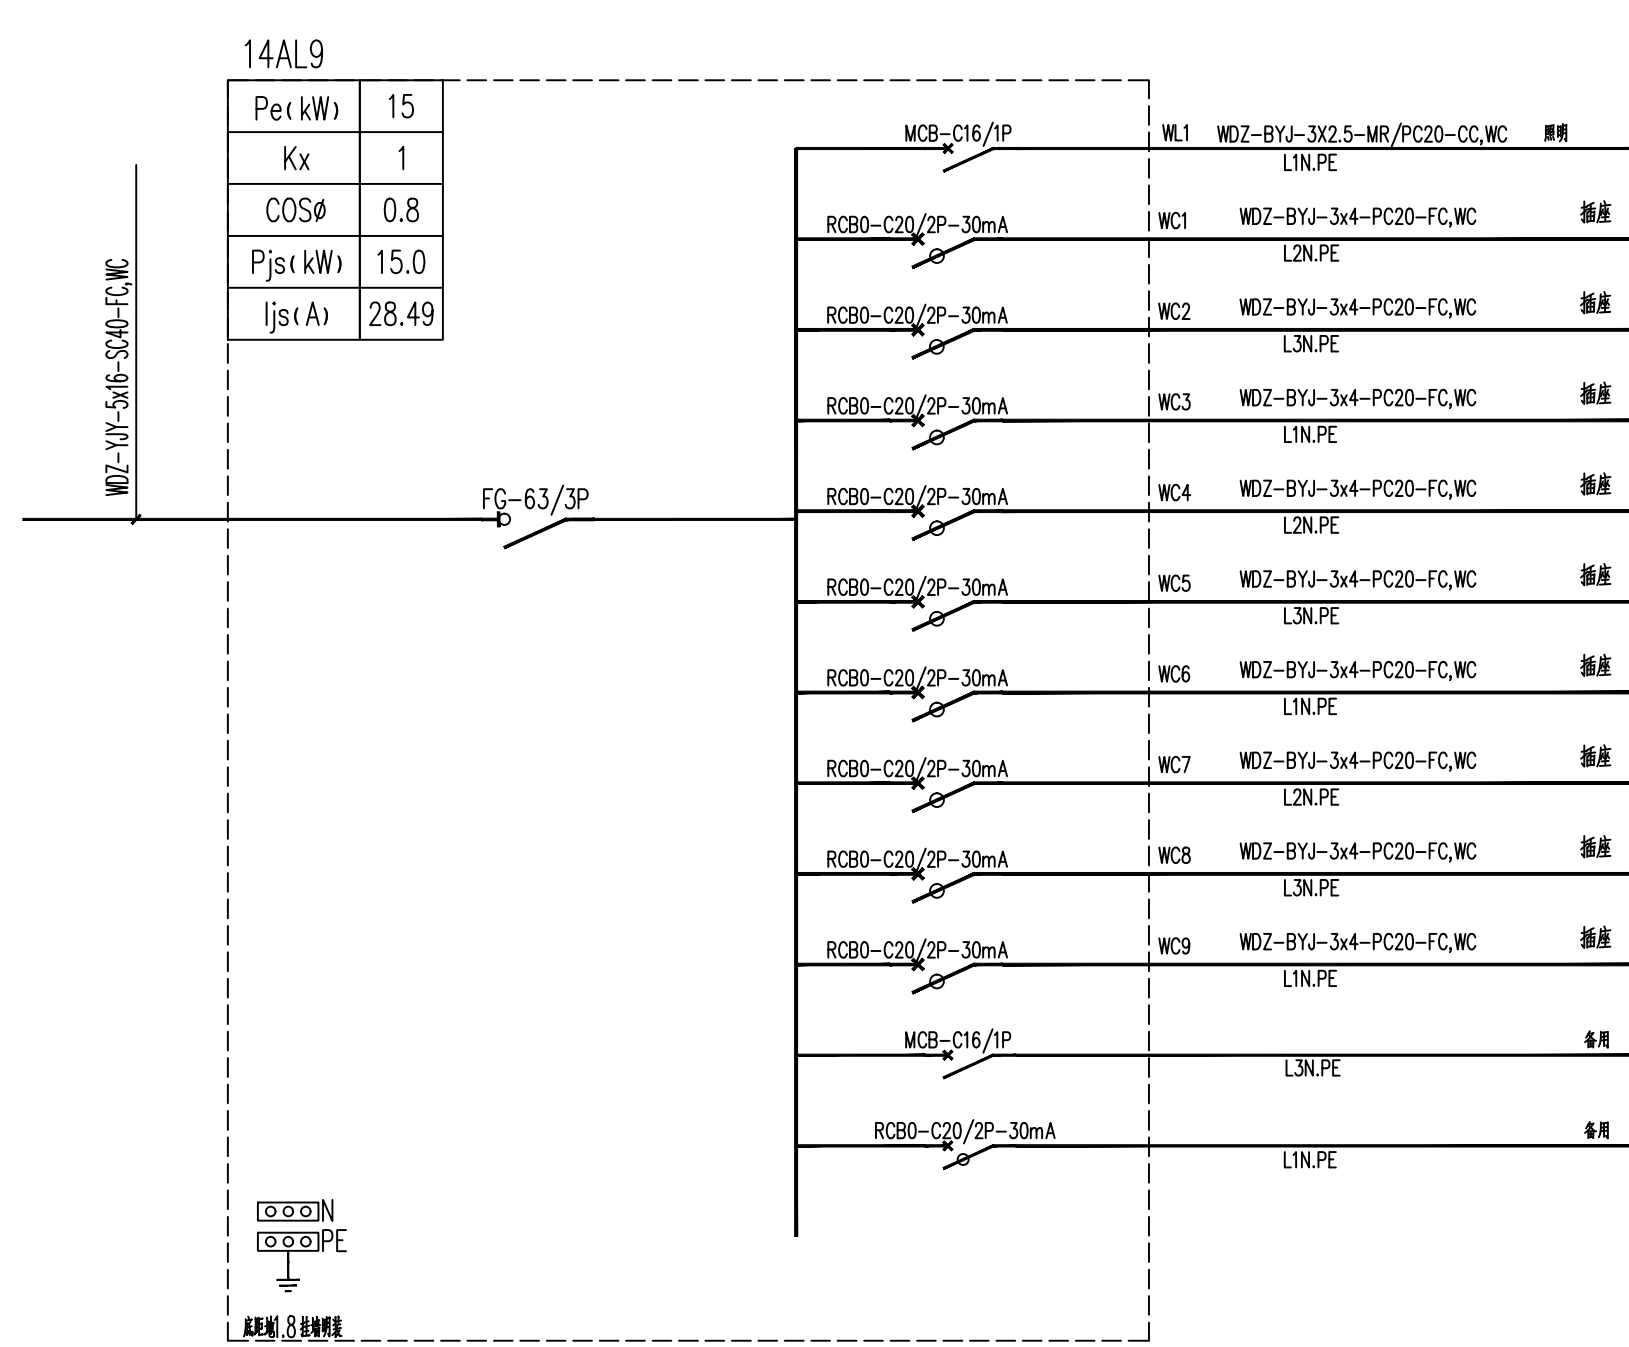 14AL9
Pe(kW) 15
Kx 1
COSø 0.8
Pjs(kW) 15.0
Ijs(A) 28.49
WDZ-YJY-5x16-SC40-FC,WC
FG-63/3P
MCB-C16/1P WL1 WDZ-BYJ-3X2.5-MR/PC20-CC,WC 照明
L1N.PE
RCBO-C20/2P-30mA WC1 WDZ-BYJ-3x4-PC20-FC,WC 插座
L2N.PE
RCBO-C20/2P-30mA WC2 WDZ-BYJ-3x4-PC20-FC,WC 插座
L3N.PE
RCBO-C20/2P-30mA WC3 WDZ-BYJ-3x4-PC20-FC,WC 插座
L1N.PE
RCBO-C20/2P-30mA WC4 WDZ-BYJ-3x4-PC20-FC,WC 插座
L2N.PE
RCBO-C20/2P-30mA WC5 WDZ-BYJ-3x4-PC20-FC,WC 插座
L3N.PE
RCBO-C20/2P-30mA WC6 WDZ-BYJ-3x4-PC20-FC,WC 插座
L1N.PE
RCBO-C20/2P-30mA WC7 WDZ-BYJ-3x4-PC20-FC,WC 插座
L2N.PE
RCBO-C20/2P-30mA WC8 WDZ-BYJ-3x4-PC20-FC,WC 插座
L3N.PE
RCBO-C20/2P-30mA WC9 WDZ-BYJ-3x4-PC20-FC,WC 插座
L1N.PE
MCB-C16/1P 备用
L3N.PE
RCBO-C20/2P-30mA 备用
L1N.PE
N
PE
底距地1.8挂墙明装